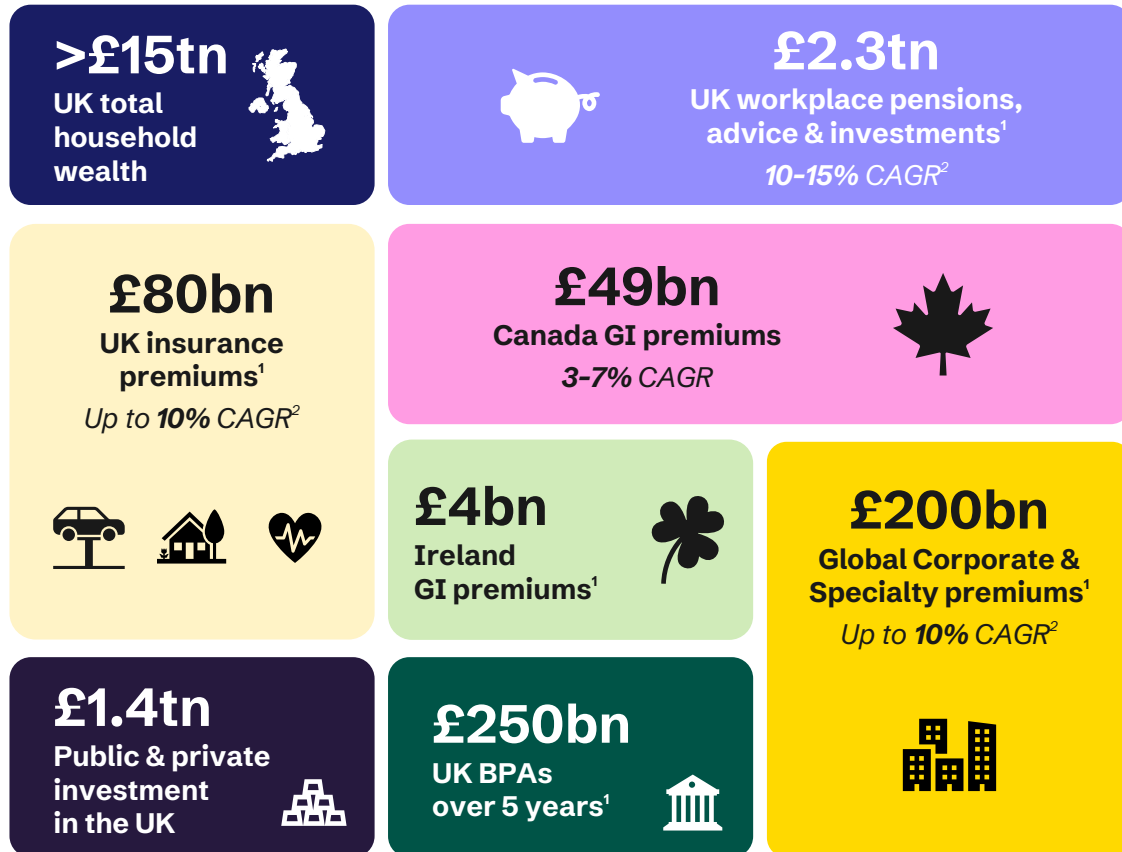 >£15tn
UK total
household
wealth
£2.3tn
UK workplace pensions,
advice & investments¹
10-15% CAGR²
£80bn
UK insurance
premiums¹
Up to 10% CAGR²
£49bn
Canada GI premiums
3-7% CAGR
£4bn
Ireland
GI premiums¹
£200bn
Global Corporate &
Specialty premiums¹
Up to 10% CAGR²
£1.4tn
Public & private
investment
in the UK
£250bn
UK BPAs
over 5 years¹